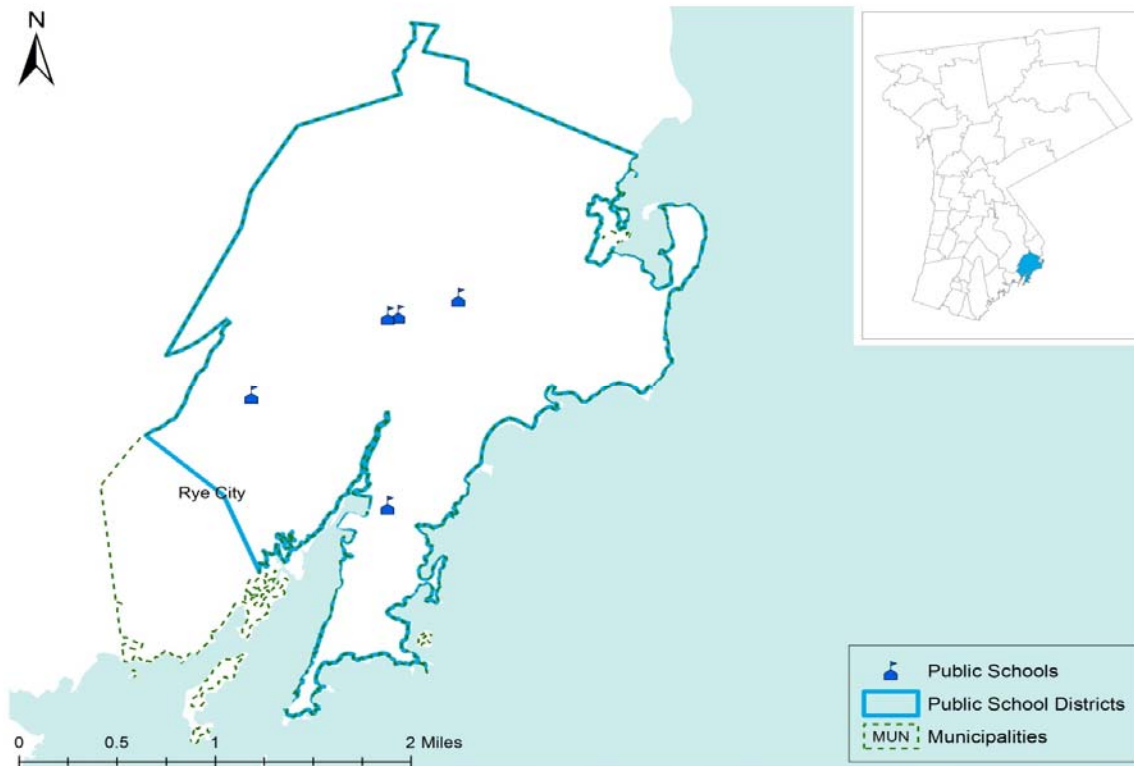 N
Rye City
Public Schools
Public School Districts
MUN Municipalities
0 0.5 1 2 Miles